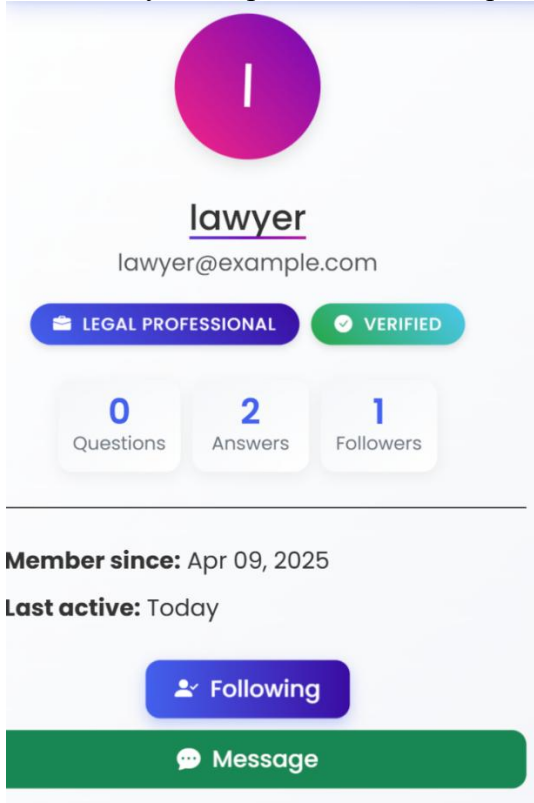 l
lawyer
lawyer@example.com
LEGAL PROFESSIONAL VERIFIED
0 2 1
Questions Answers Followers
Member since: Apr 09, 2025
Last active: Today
Following
Message